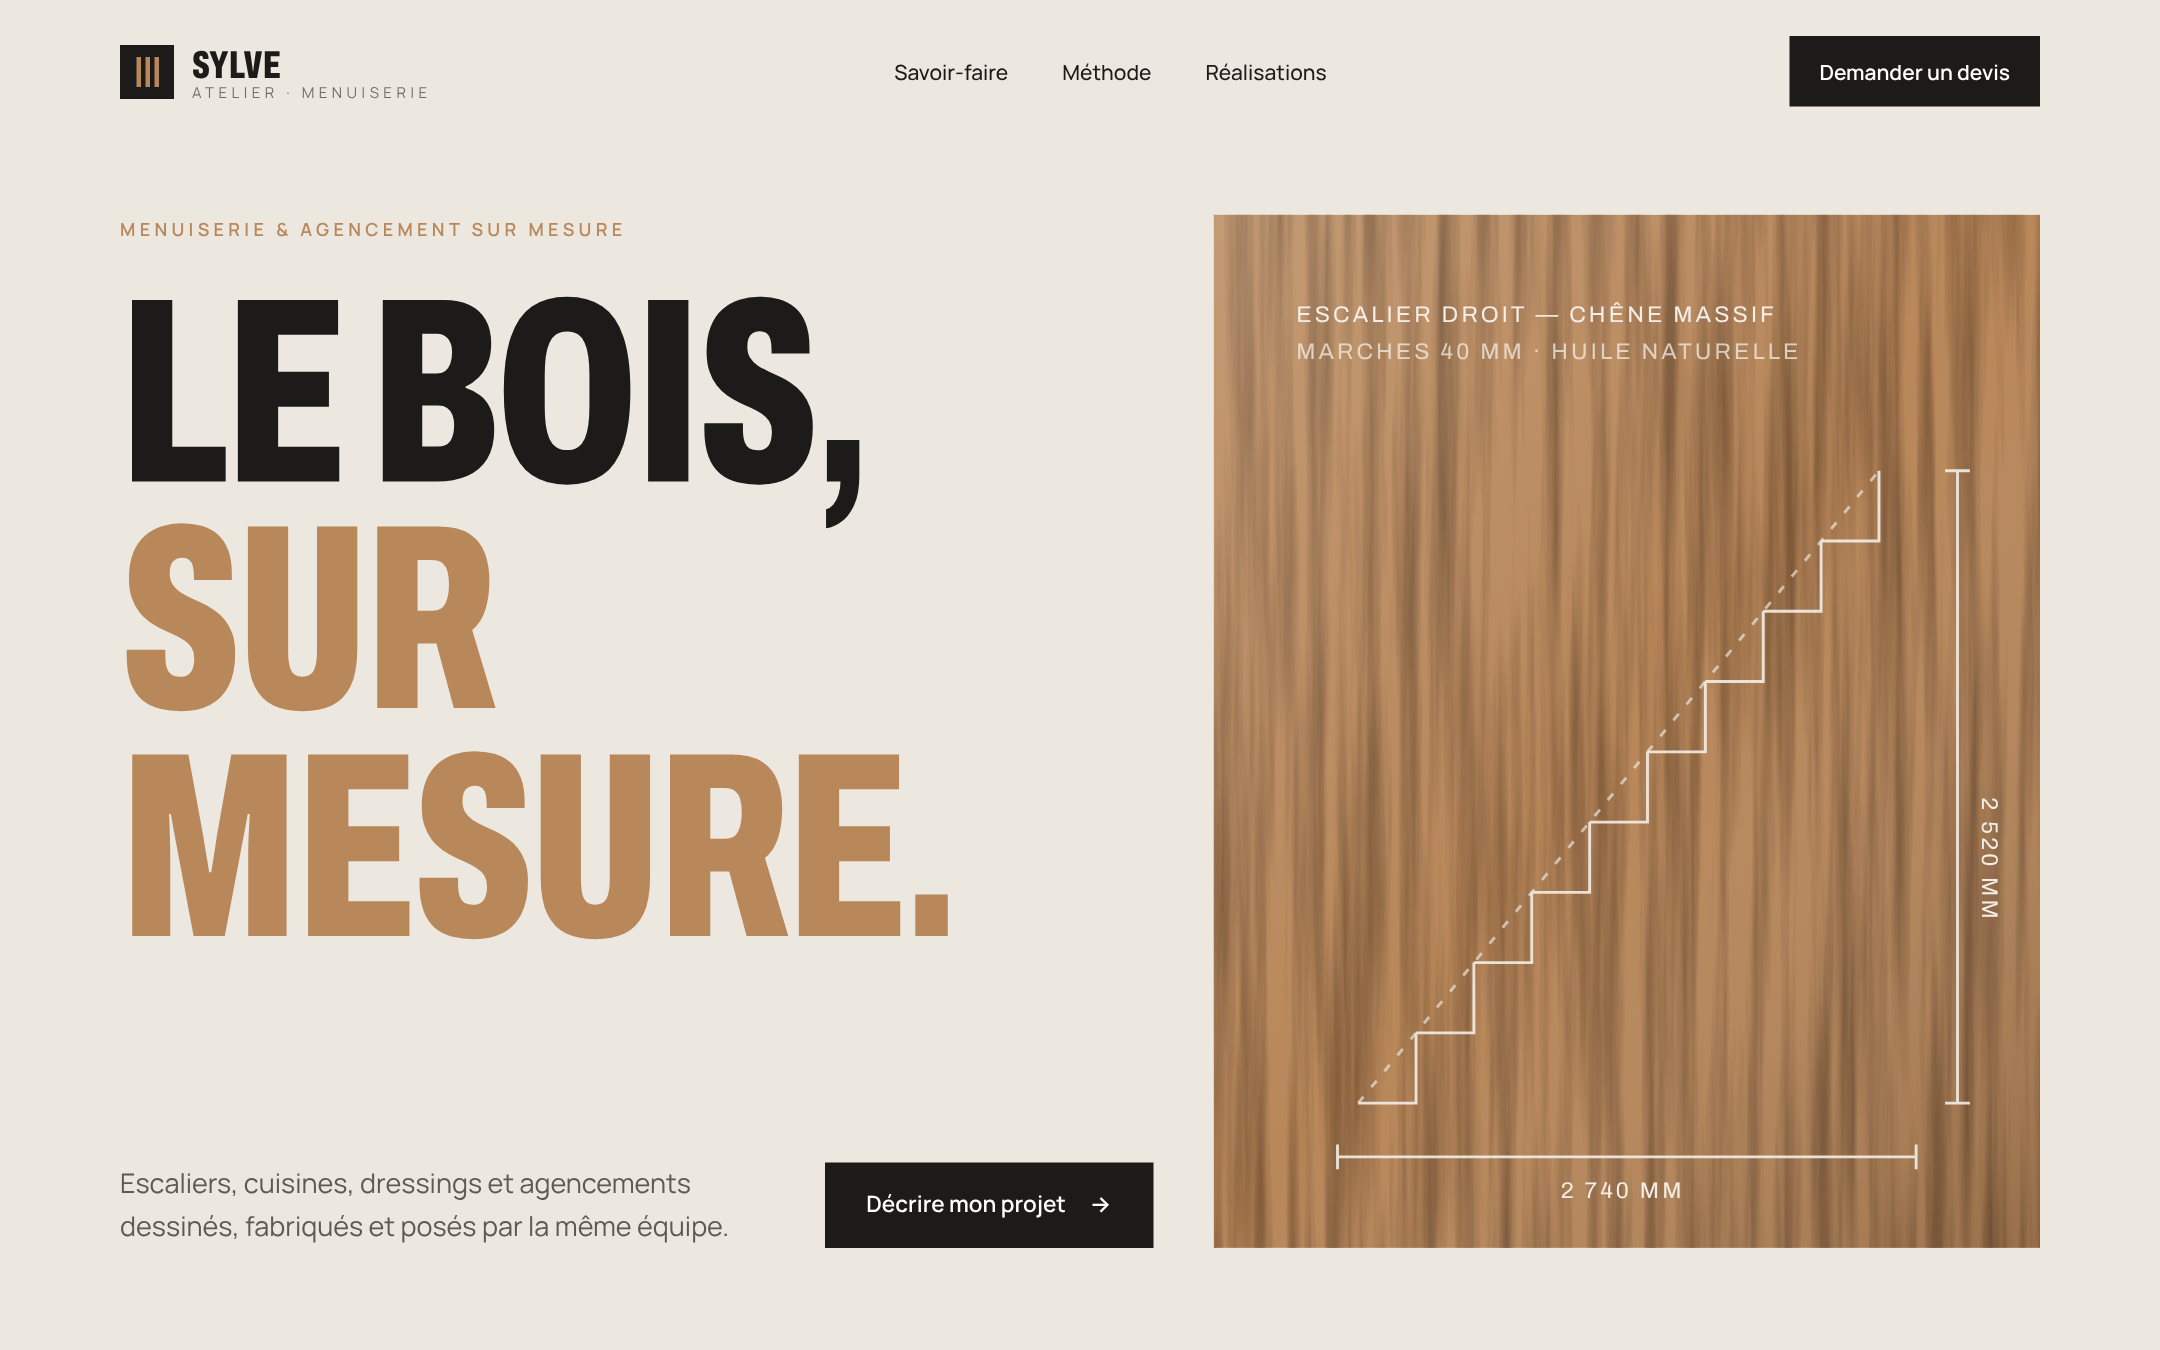 SYLVE
ATELIER · MENUISERIE
Savoir-faire
Méthode
Réalisations
Demander un devis
MENUISERIE & AGENCEMENT SUR MESURE
LE BOIS,
SUR
MESURE.
Escaliers, cuisines, dressings et agencements
dessinés, fabriqués et posés par la même équipe.
Décrire mon projet →
ESCALIER DROIT — CHÊNE MASSIF
MARCHES 40 MM · HUILE NATURELLE
2 520 MM
2 740 MM